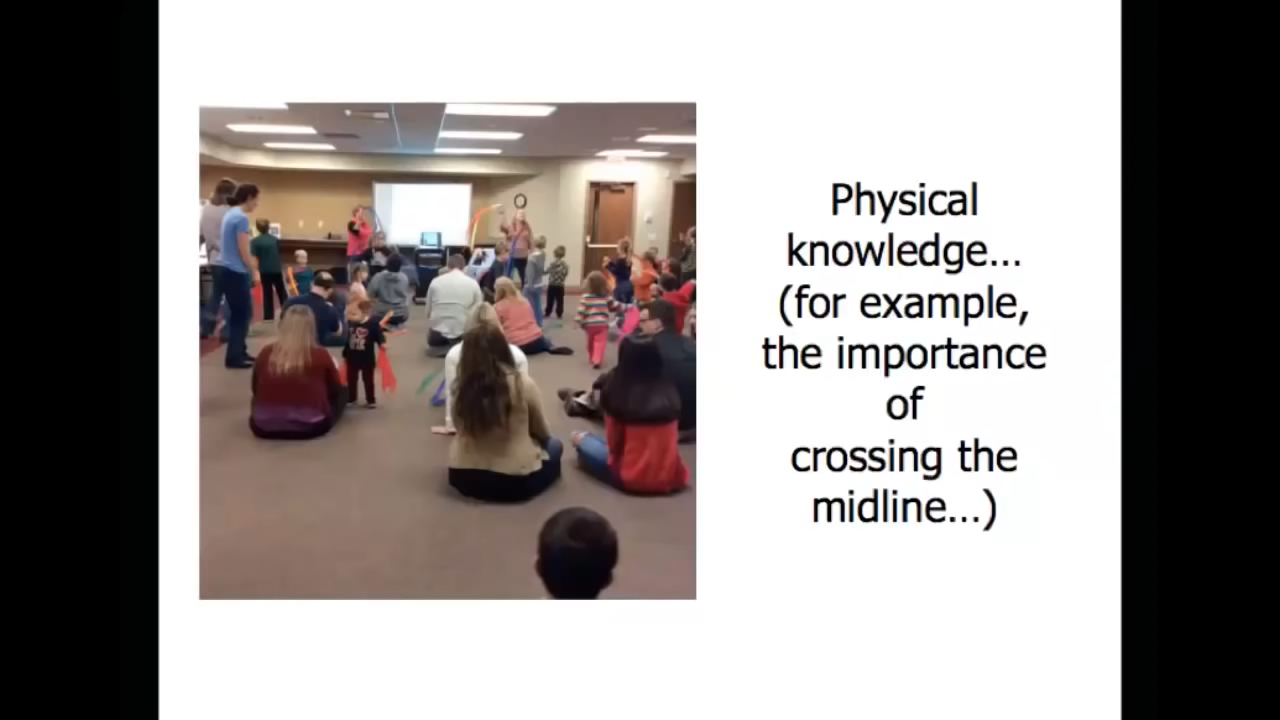 Physical
knowledge...
(for example,
the importance
of
crossing the
midline...)